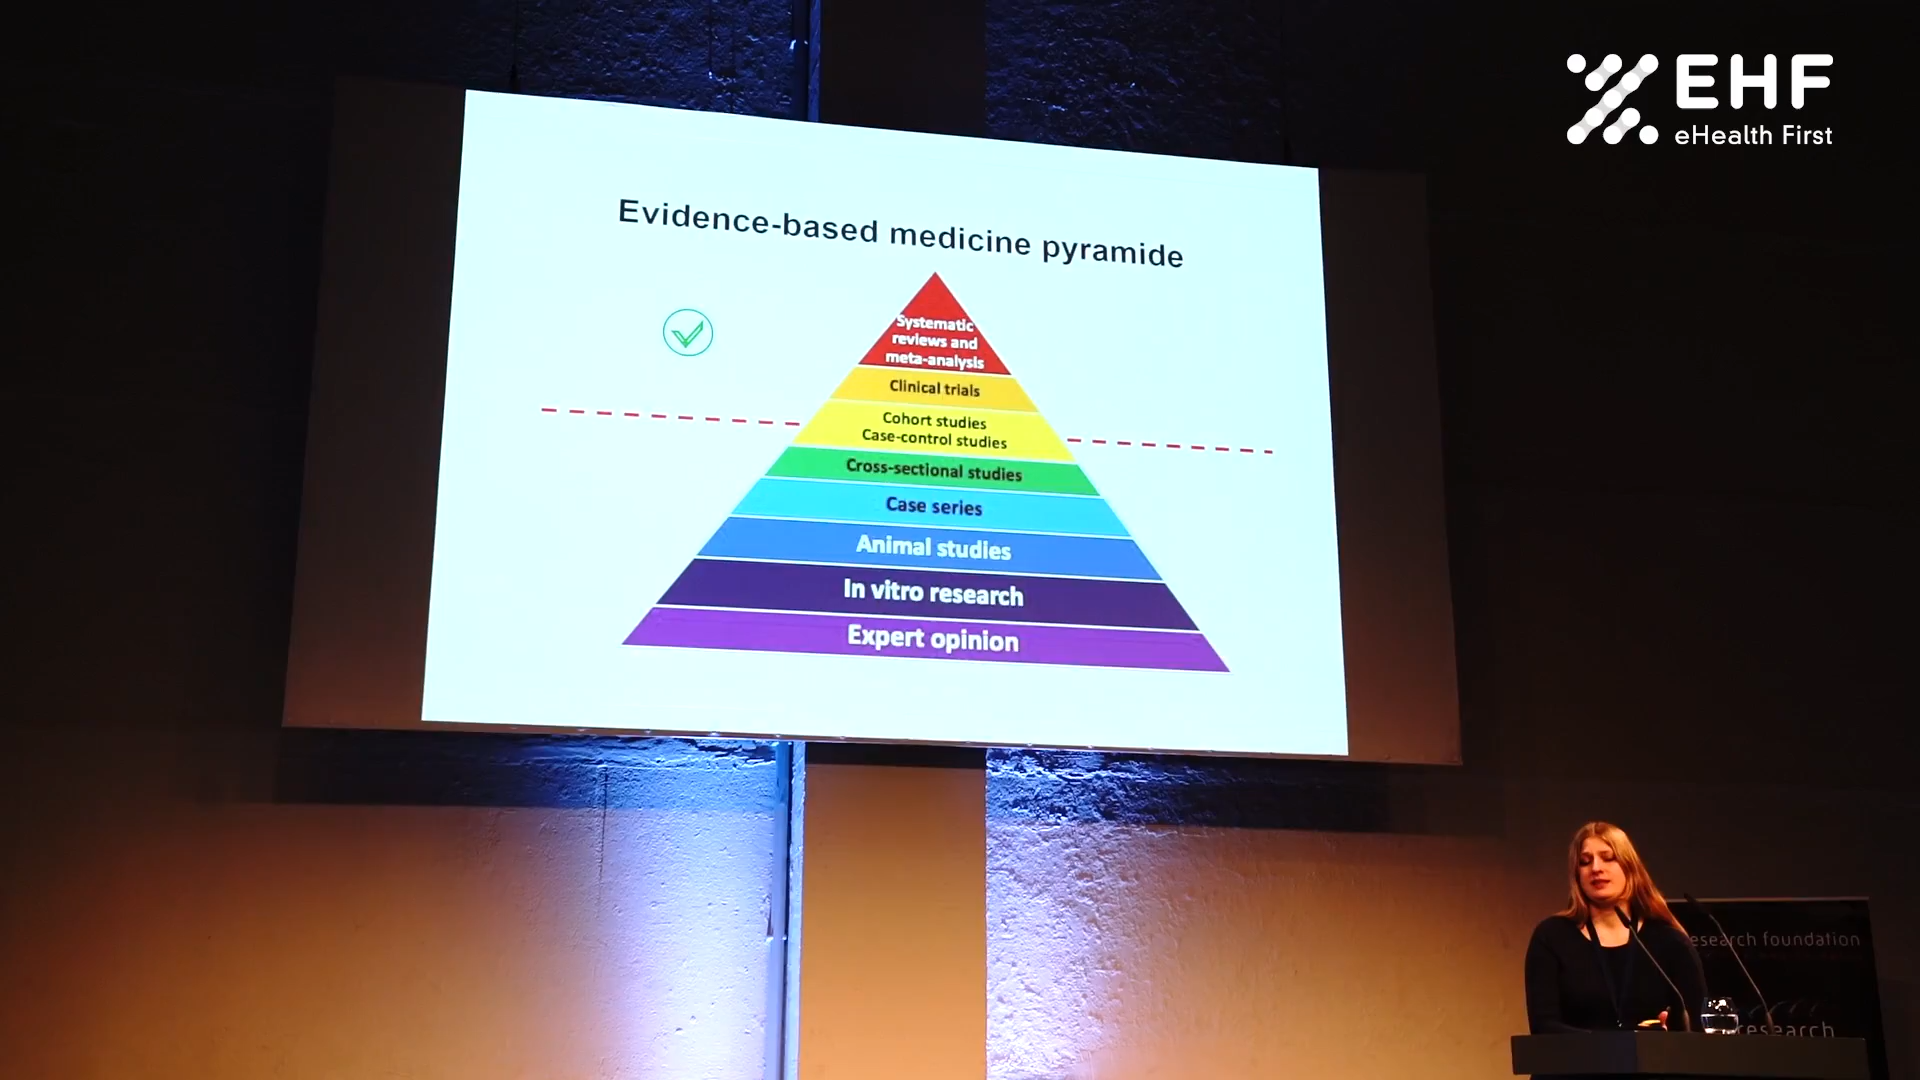 EHF
eHealth First
Evidence-based medicine pyramide
Systematic
reviews and
meta-analysis
Clinical trials
Cohort studies
Case-control studies
Cross-sectional studies
Case series
Animal studies
In vitro research
Expert opinion
esearch foundation
research